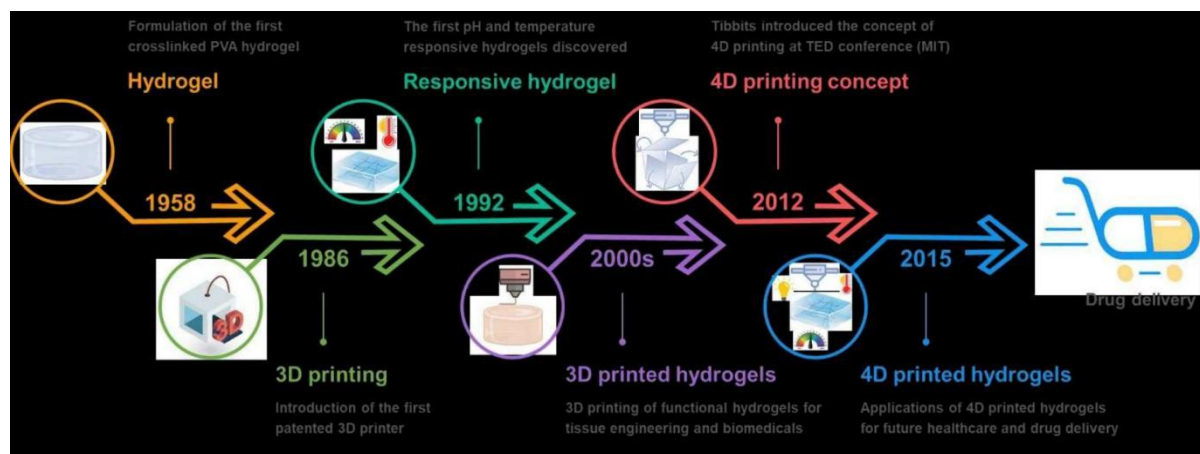 Formulation of the first
crosslinked PVA hydrogel
Hydrogel
1958
3D
1986
3D printing
Introduction of the first
patented 3D printer
The first pH and temperature
responsive hydrogels discovered
Responsive hydrogel
1992
2000s
3D printed hydrogels
3D printing of functional hydrogels for
tissue engineering and biomedicals
Tibbits introduced the concept of
4D printing at TED conference (MIT)
4D printing concept
2012
2015
4D printed hydrogels
Applications of 4D printed hydrogels
for future healthcare and drug delivery
Drug delivery